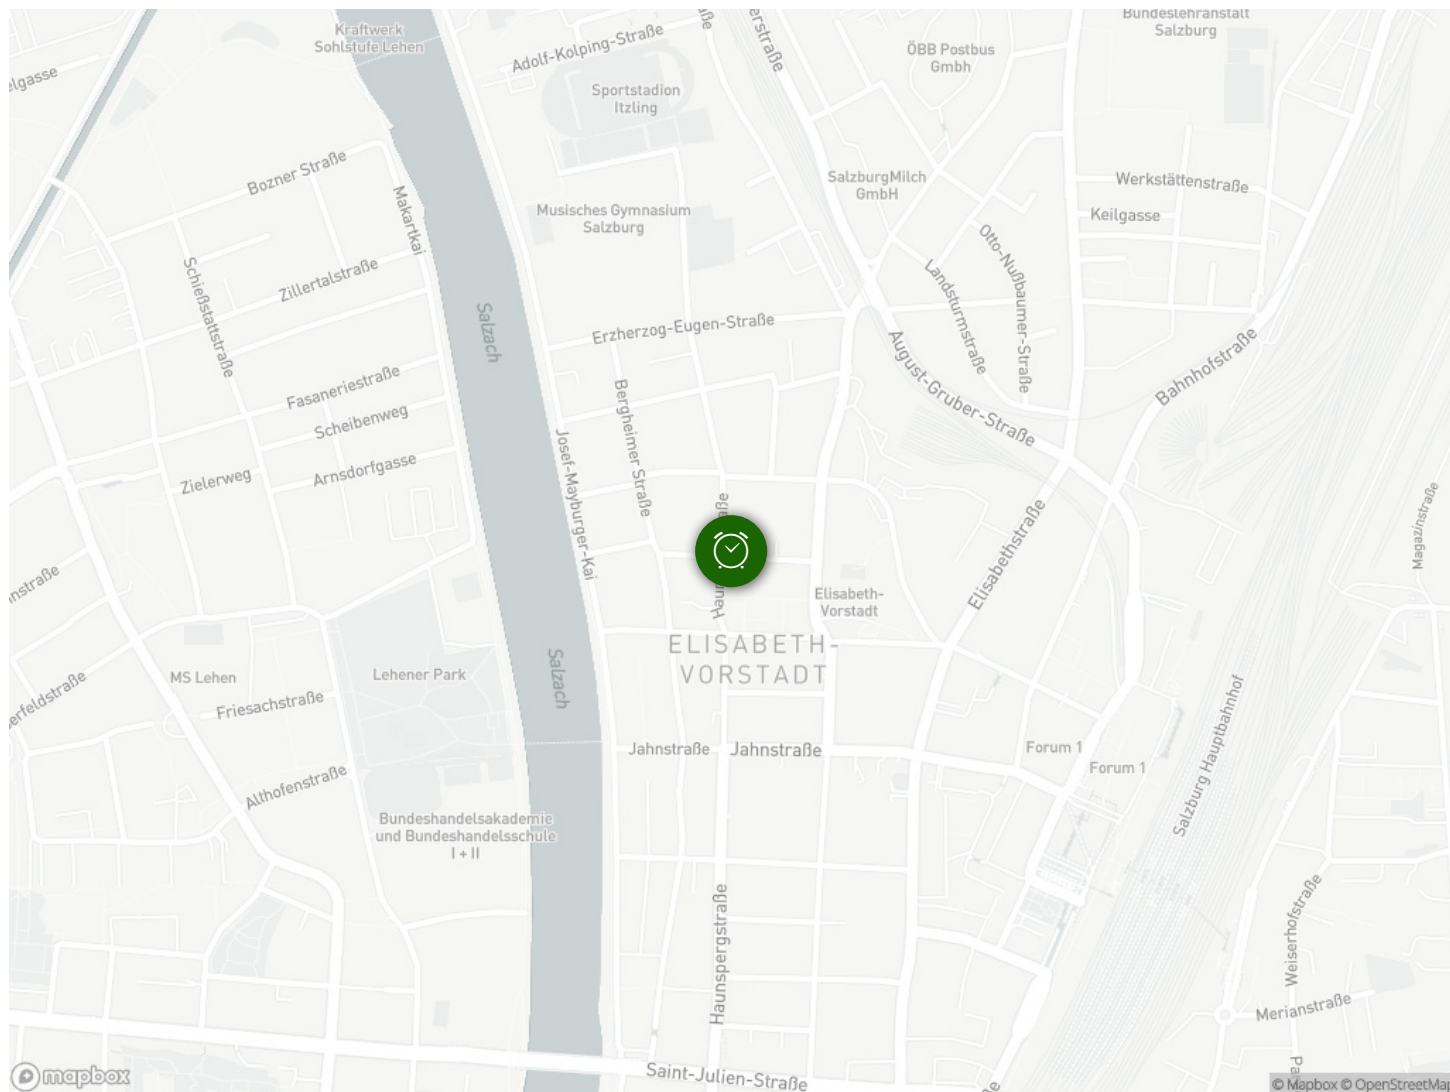 Kraftwerk
Sohlstufe Lehen
Adolf-Kolping-Straße
Sportstadion
Itzling
ÖBB Postbus
Gmbh
Bundeslehranstalt
Salzburg
elgasse
Bozner Straße
Makartkai
Musisches Gymnasium
Salzburg
SalzburgMilch
GmbH
Werkstättenstraße
Keilgasse
Otto-Nußbaumer-Straße
Landsturmstraße
Schießstattstraße
Zillertalstraße
Salzach
Erzherzog-Eugen-Straße
August-Gruber-Straße
Bahnhofstraße
Fasaneriestraße
Scheibenweg
Arnsdorfgasse
Zielerweg
Bergheimer Straße
Josef-Mayburger-Kai
Elisabethstraße
Magazinstraße
Elisabeth-
Vorstadt
ELISABETH-
VORSTADT
Salzach
MS Lehen
Lehener Park
Friesachstraße
erfeldstraße
nstraße
Jahnstraße
Jahnstraße
Forum 1
Forum 1
Salzburg Hauptbahnhof
Althofenstraße
Bundeshandelsakademie
und Bundeshandelsschule
I + II
Haunspergstraße
Weiserhofstraße
Merianstraße
Saint-Julien-Straße
mapbox
© Mapbox © OpenStreetMap